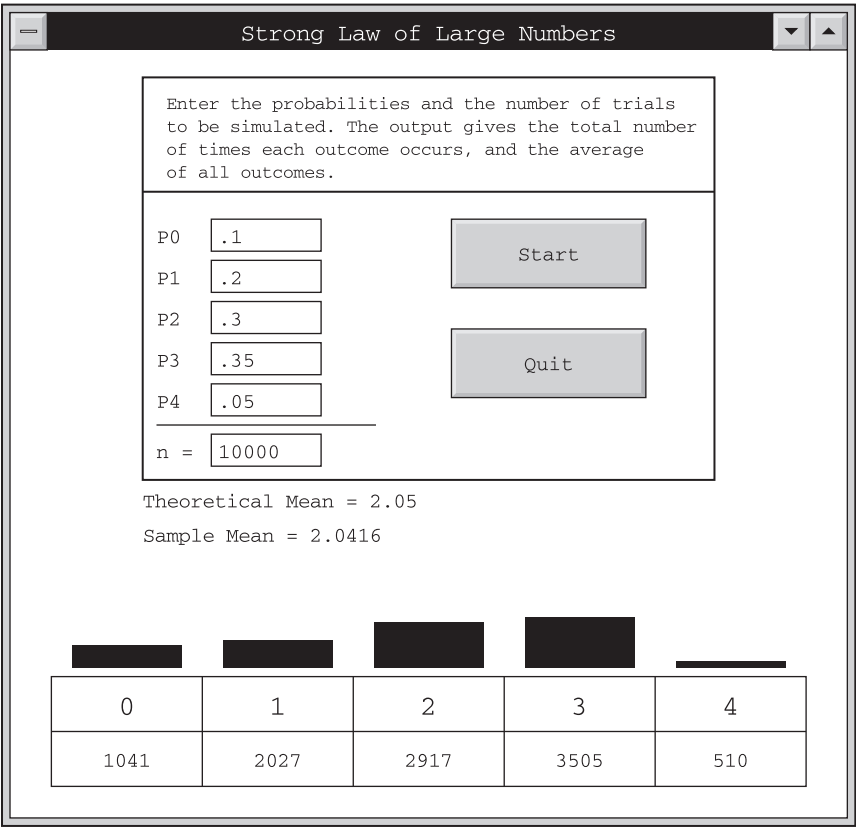 Strong Law of Large Numbers
Enter the probabilities and the number of trials
to be simulated. The output gives the total number
of times each outcome occurs, and the average
of all outcomes.
P0 .1
P1 .2
P2 .3
P3 .35
P4 .05
n = 10000
Start
Quit
Theoretical Mean = 2.05
Sample Mean = 2.0416
0 1 2 3 4
1041 2027 2917 3505 510